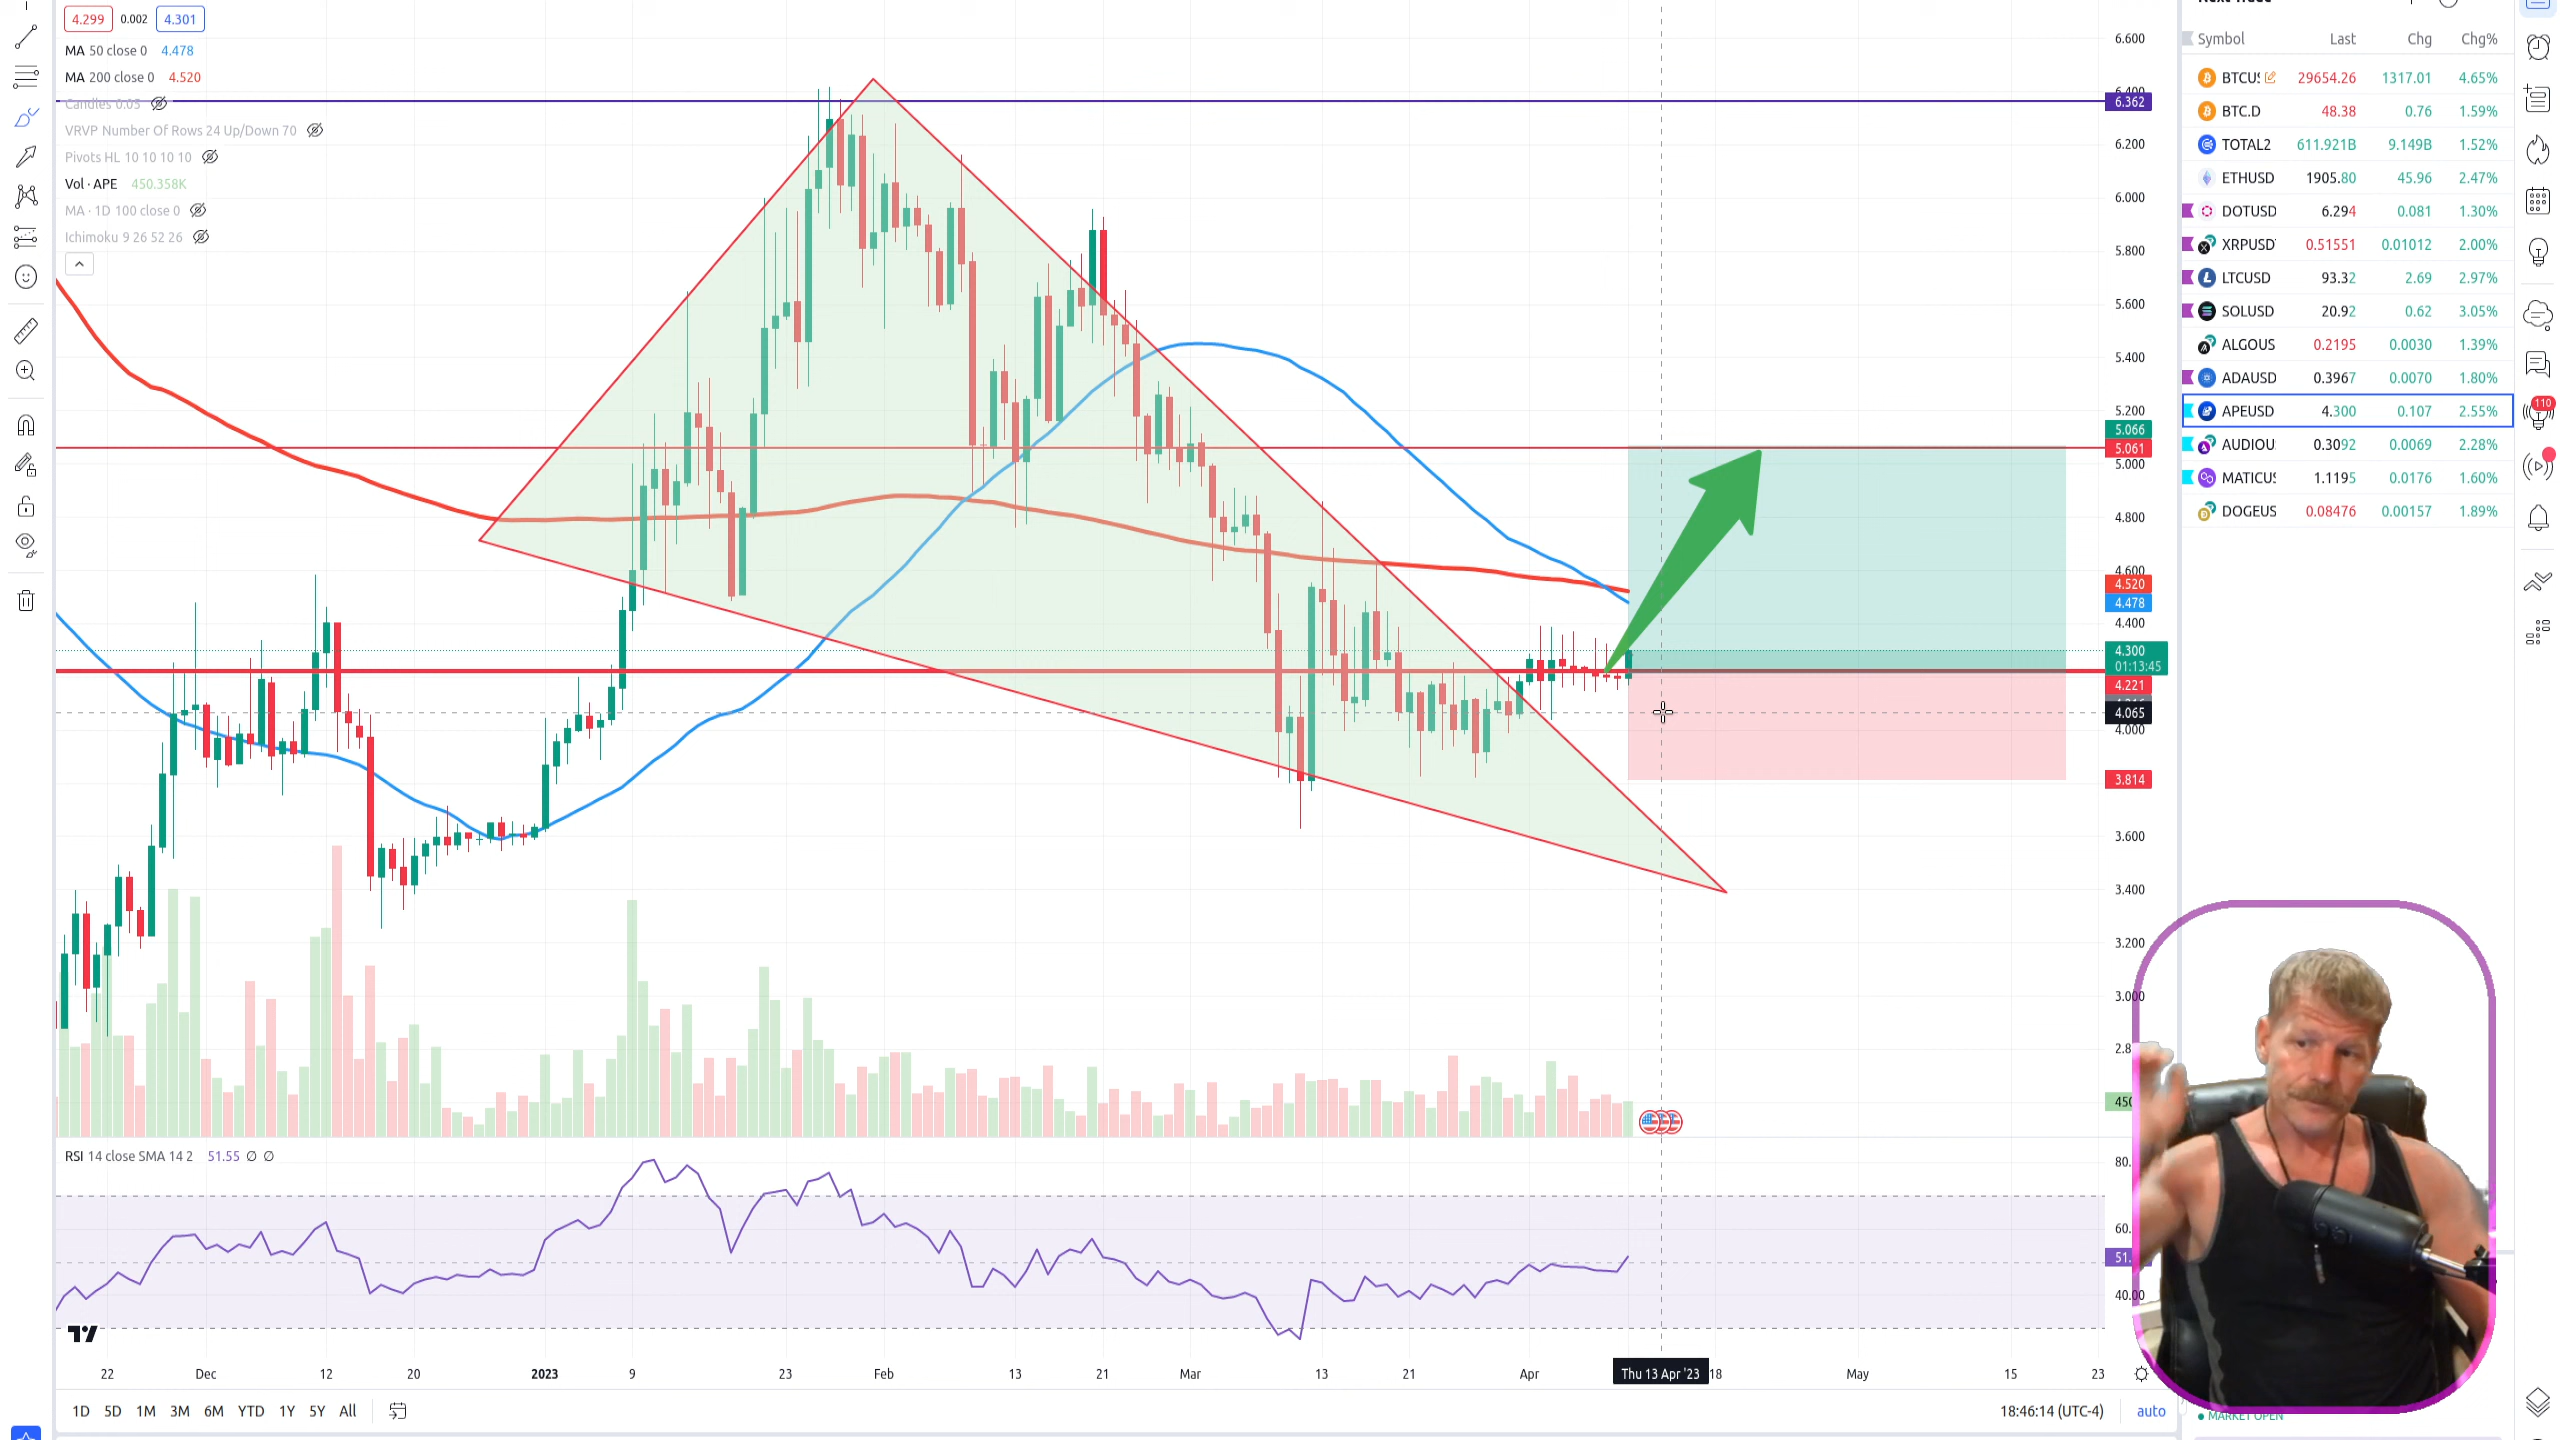 4.299 0.002 4.301
MA 50 close 0 4.478
MA 200 close 0 4.520
Candles 0.05
VRVP Number Of Rows 24 Up/Down 70
Pivots HL 10 10 10 10
Vol · APE 450.358K
MA · 1D 100 close 0
Ichimoku 9 26 52 26
6.600
6.362
6.200
6.000
5.800
5.600
5.400
5.200
5.066
5.061
5.000
4.800
4.600
4.520
4.478
4.400
4.300
01:13:45
4.221
4.065
4.000
3.814
3.600
3.400
3.200
3.000
2.8
450
RSI 14 close SMA 14 2 51.55 ∅ ∅
80.
60.
51.
40.00
22 Dec 12 20 2023 9 23 Feb 13 21 Mar 13 21 Apr Thu 13 Apr '23 18 May 15 23
1D 5D 1M 3M 6M YTD 1Y 5Y All
18:46:14 (UTC-4) auto
Symbol Last Chg Chg%
BTCUS 29654.26 1317.01 4.65%
BTC.D 48.38 0.76 1.59%
TOTAL2 611.921B 9.149B 1.52%
ETHUSD 1905.80 45.96 2.47%
DOTUSD 6.294 0.081 1.30%
XRPUSD 0.51551 0.01012 2.00%
LTCUSD 93.32 2.69 2.97%
SOLUSD 20.92 0.62 3.05%
ALGOUS 0.2195 0.0030 1.39%
ADAUSD 0.3967 0.0070 1.80%
APEUSD 4.300 0.107 2.55%
AUDIOU 0.3092 0.0069 2.28%
MATICUS 1.1195 0.0176 1.60%
DOGEUS 0.08476 0.00157 1.89%
110
MARKET OPEN